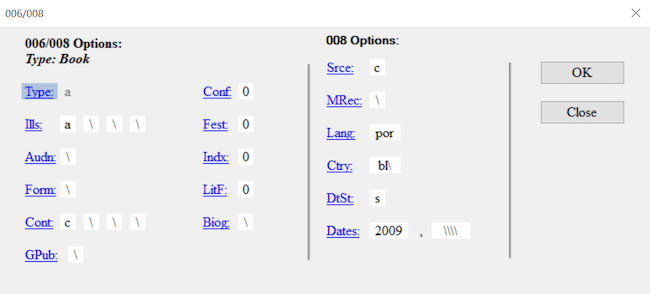 006/008
006/008 Options:
Type: Book
Type: a
Ills: a \ \ \
Audn: \
Form: \
Cont: c \ \ \
GPub: \
Conf: 0
Fest: 0
Indx: 0
LitF: 0
Biog: \
008 Options:
Srce: c
MRec: \
Lang: por
Ctry: bl\
DtSt: s
Dates: 2009 , \\\\
OK
Close